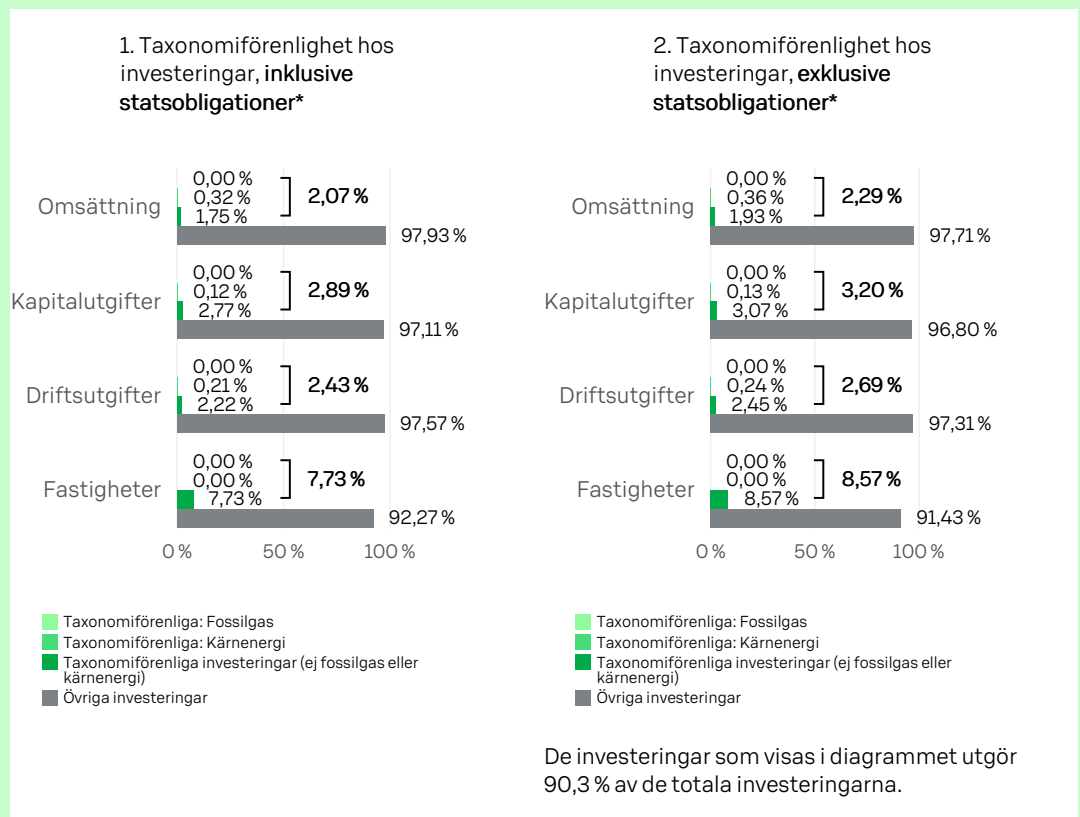 1. Taxonomiförenlighet hos
investeringar, inklusive
statsobligationer*
0,00 %
Omsättning
0,32 %
2,07 %
1,75 %
97,93 %
0,00 %
Kapitalutgifter
0,12 %
2,89 %
2,77 %
97,11 %
0,00 %
Driftsutgifter
0,21 %
2,43 %
2,22 %
97,57 %
0,00 %
Fastigheter
0,00 %
7,73 %
7,73 %
92,27 %
0 %
50 %
100 %
Taxonomiförenliga: Fossilgas
Taxonomiförenliga: Kärnenergi
Taxonomiförenliga investeringar (ej fossilgas eller
kärnenergi)
Övriga investeringar
2. Taxonomiförenlighet hos
investeringar, exklusive
statsobligationer*
0,00 %
Omsättning
0,36 %
2,29 %
1,93 %
97,71 %
0,00 %
Kapitalutgifter
0,13 %
3,20 %
3,07 %
96,80 %
0,00 %
Driftsutgifter
0,24 %
2,69 %
2,45 %
97,31 %
0,00 %
Fastigheter
0,00 %
8,57 %
8,57 %
91,43 %
0 %
50 %
100 %
Taxonomiförenliga: Fossilgas
Taxonomiförenliga: Kärnenergi
Taxonomiförenliga investeringar (ej fossilgas eller
kärnenergi)
Övriga investeringar
De investeringar som visas i diagrammet utgör
90,3 % av de totala investeringarna.